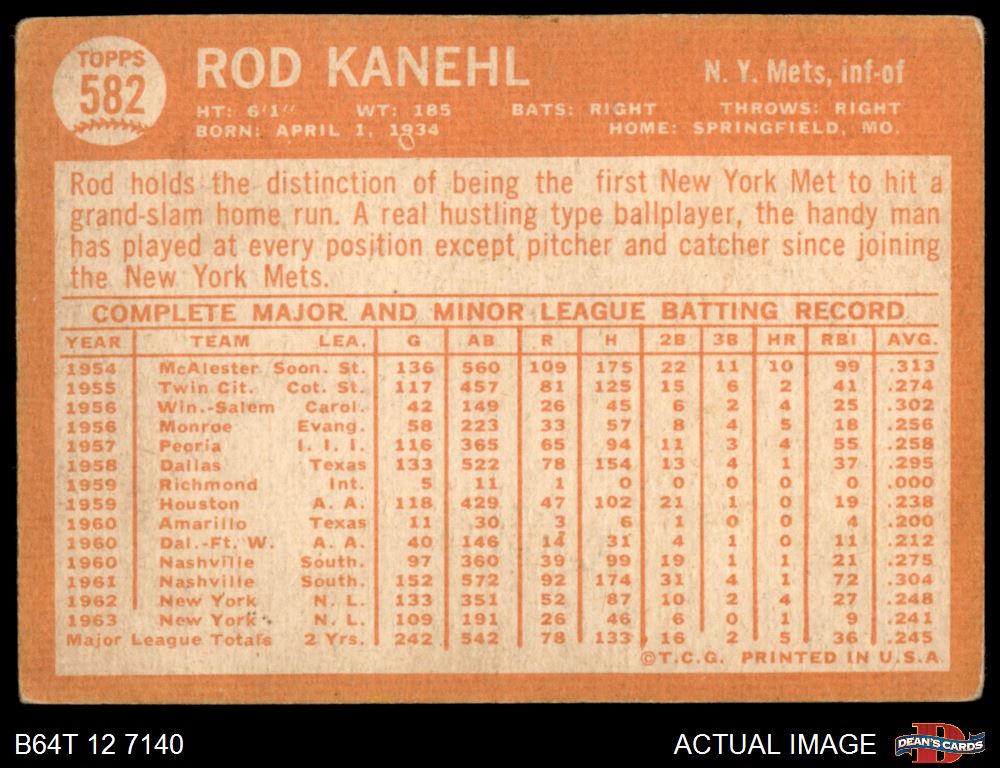 TOPPS
582
ROD KANEHL
N. Y. Mets, inf-of
HT: 6'1" WT: 185 BATS: RIGHT THROWS: RIGHT
BORN: APRIL 1, 1934 HOME: SPRINGFIELD, MO.
Rod holds the distinction of being the first New York Met to hit a
grand-slam home run. A real hustling type ballplayer, the handy man
has played at every position except pitcher and catcher since joining
the New York Mets.
COMPLETE MAJOR AND MINOR LEAGUE BATTING RECORD
YEAR TEAM LEA. G AB R H 2B 3B HR RBI AVG.
1954 McAlester Soon. St. 136 560 109 175 22 11 10 99 .313
1955 Twin Cit. Cot. St. 117 457 81 125 15 6 2 41 .274
1956 Win.-Salem Carol. 42 149 26 45 6 2 4 25 .302
1956 Monroe Evang. 58 223 33 57 8 4 5 18 .256
1957 Peoria I. I. I. 116 365 65 94 11 3 4 55 .258
1958 Dallas Texas 133 522 78 154 13 4 1 37 .295
1959 Richmond Int. 5 11 1 0 0 0 0 0 .000
1959 Houston A. A. 118 429 47 102 21 1 0 19 .238
1960 Amarillo Texas 11 30 3 6 1 0 0 4 .200
1960 Dal.-Ft. W. A. A. 40 146 14 31 4 1 0 11 .212
1960 Nashville South. 97 360 39 99 19 1 1 21 .275
1961 Nashville South. 152 572 92 174 31 4 1 72 .304
1962 New York N. L. 133 351 52 87 10 2 4 27 .248
1963 New York N. L. 109 191 26 46 6 0 1 9 .241
Major League Totals 2 Yrs. 242 542 78 133 16 2 5 36 .245
©T.C.G. PRINTED IN U.S.A.
B64T 12 7140
ACTUAL IMAGE
D
DEAN'S CARDS